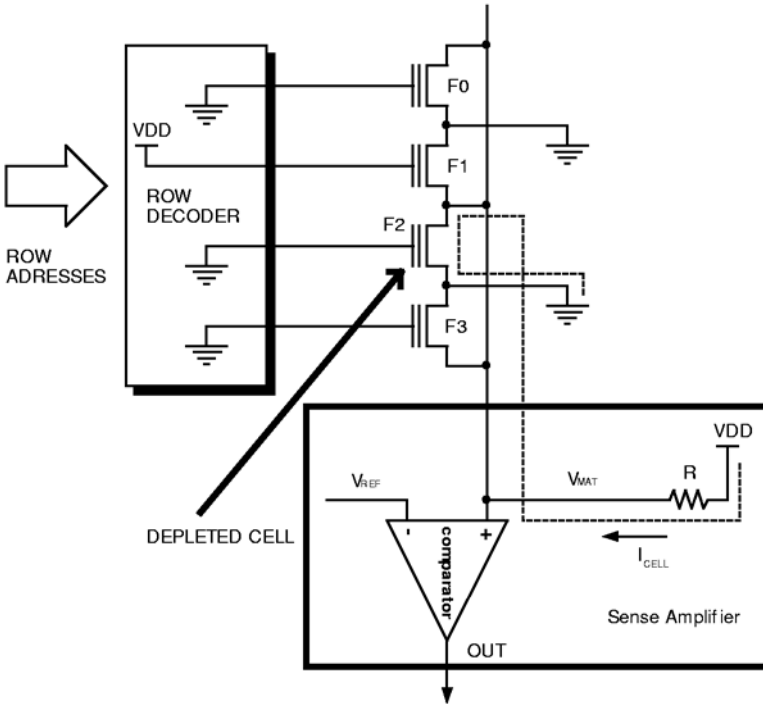 F0
VDD
F1
ROW
DECODER
F2
ROW
ADRESSES
F3
VDD
VREF
VMAT
R
DEPLETED CELL
-
+
comparator
ICELL
Sense Amplifier
OUT